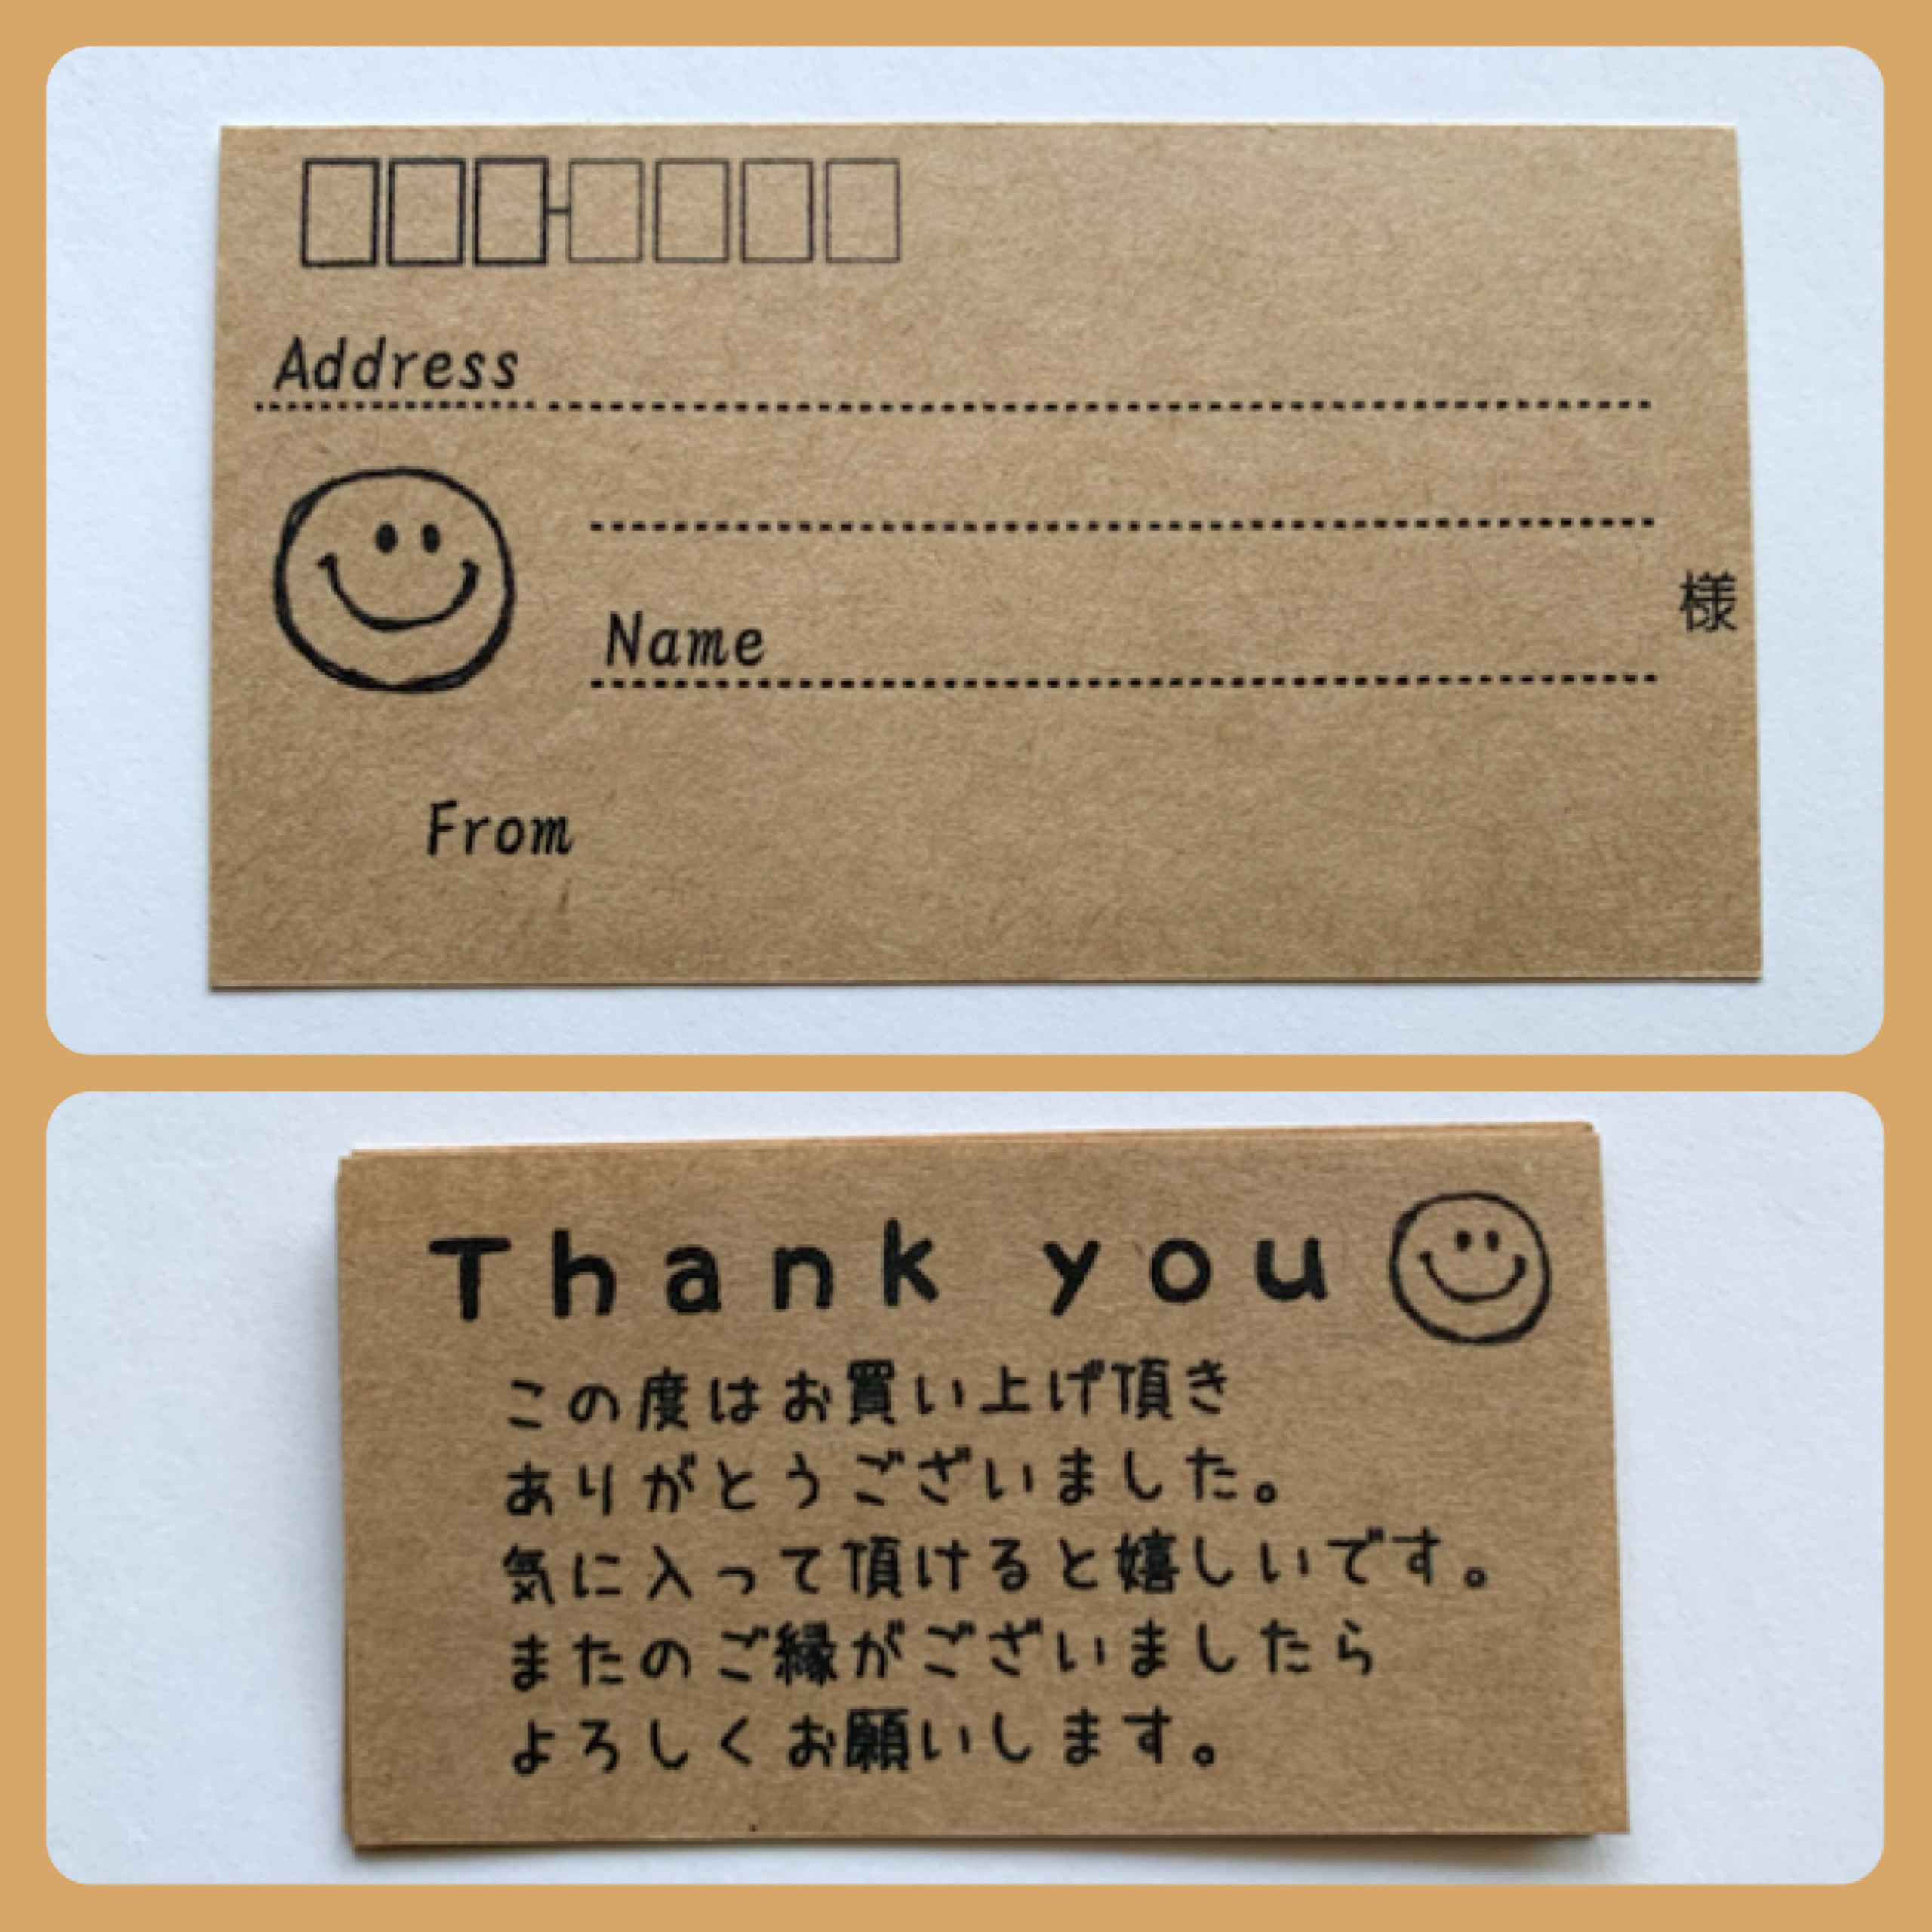 Address
様
Name
From
Thank you
この度はお買い上げ頂き
ありがとうございました。
気に入って頂けると嬉しいです。
またのご縁がございましたら
よろしくお願いします。